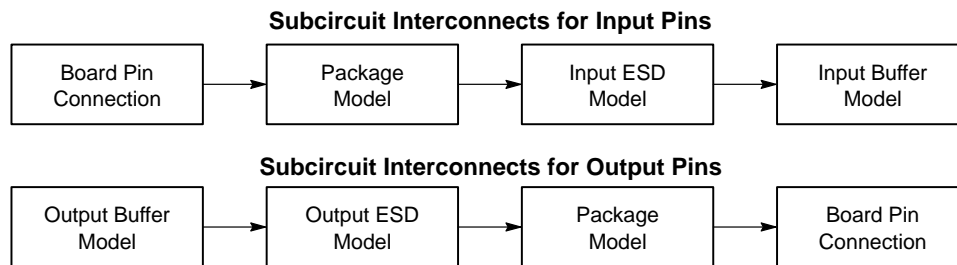 Subcircuit Interconnects for Input Pins
Board Pin
Connection
Package
Model
Input ESD
Model
Input Buffer
Model
Subcircuit Interconnects for Output Pins
Output Buffer
Model
Output ESD
Model
Package
Model
Board Pin
Connection